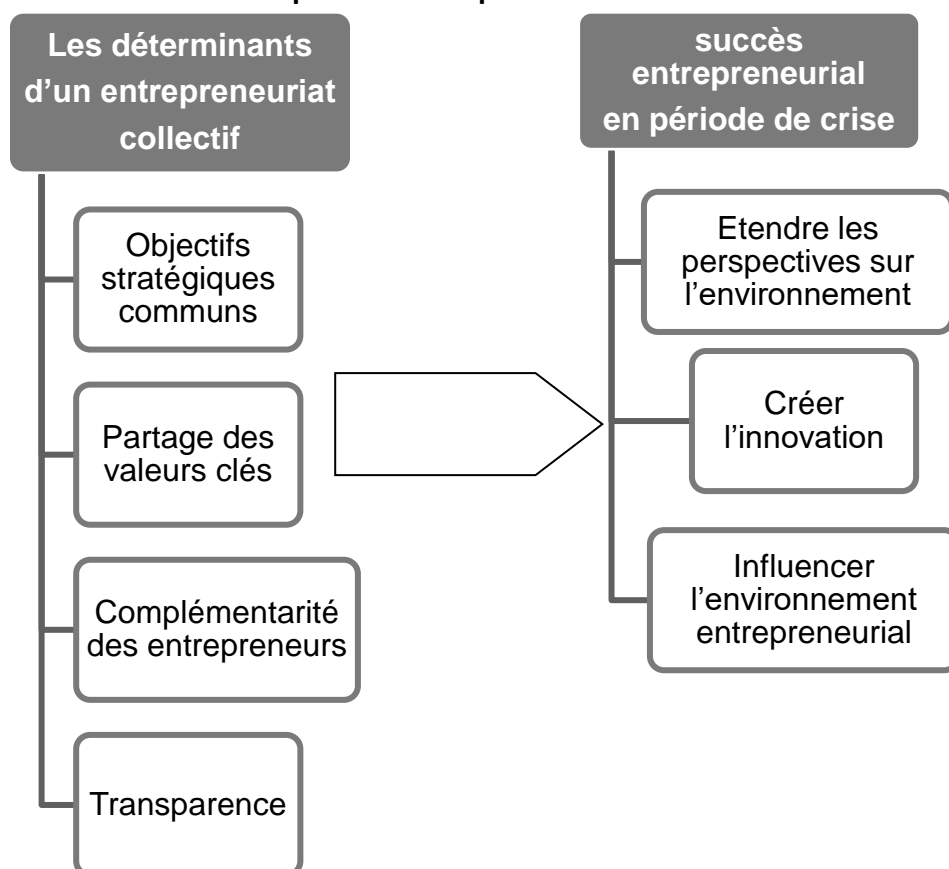 Les déterminants
d'un entrepreneuriat
collectif
Objectifs
stratégiques
communs
Partage des
valeurs clés
Complémentarité
des entrepreneurs
Transparence
succès
entrepreneurial
en période de crise
Etendre les
perspectives sur
l'environnement
Créer
l'innovation
Influencer
l'environnement
entrepreneurial